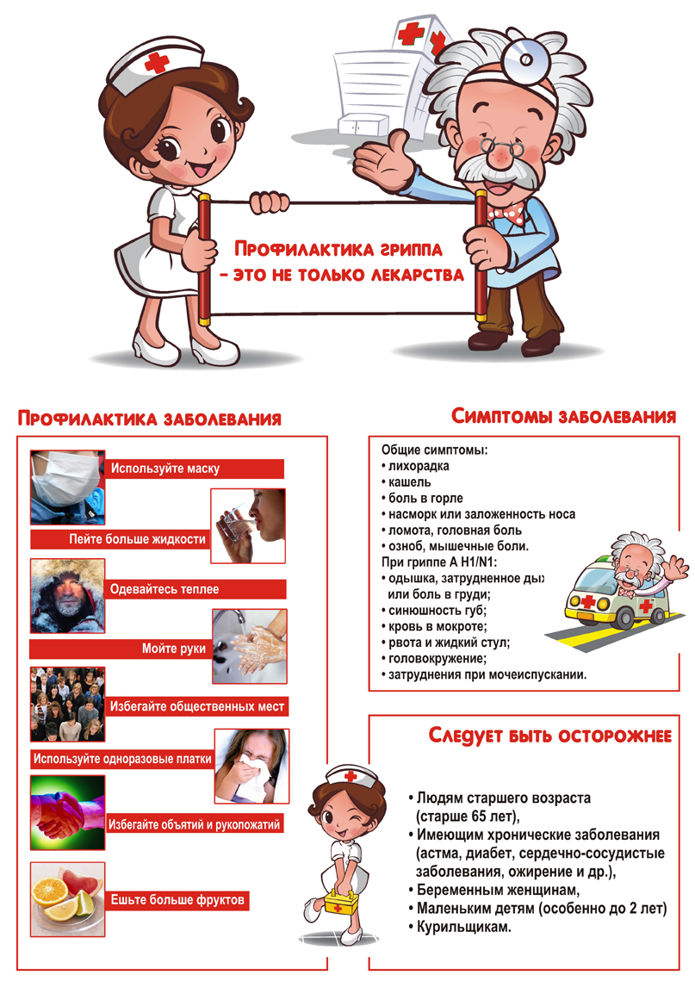 Профилактика гриппа
- это не только лекарства
Профилактика заболевания
Используйте маску
Пейте больше жидкости
Одевайтесь теплее
Мойте руки
Избегайте общественных мест
Используйте одноразовые платки
Избегайте объятий и рукопожатий
Ешьте больше фруктов
Симптомы заболевания
Общие симптомы:
• лихорадка
• кашель
• боль в горле
• насморк или заложенность носа
• ломота, головная боль
• озноб, мышечные боли.
При гриппе А H1/N1:
• одышка, затрудненное
или боль в груди;
• синюшность губ;
• кровь в мокроте;
• рвота и жидкий стул;
• головокружение;
• затруднения при мочеиспускании.
Следует быть осторожнее
• Людям старшего возраста
(старше 65 лет),
• Имеющим хронические заболевания
(астма, диабет, сердечно-сосудистые
заболевания, ожирение и др.),
• Беременным женщинам,
• Маленьким детям (особенно до 2 лет)
• Курильщикам.